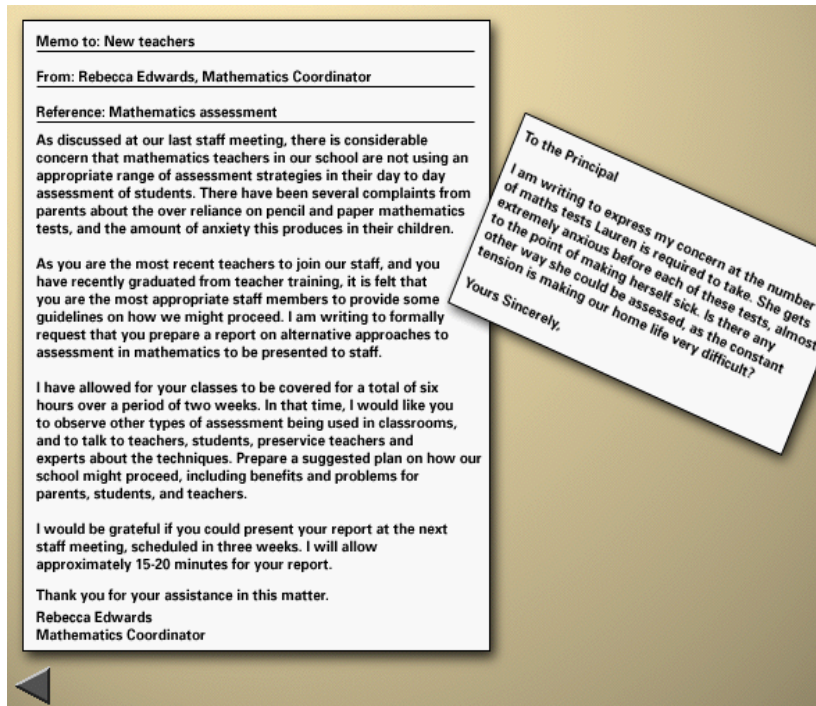 Memo to: New teachers
From: Rebecca Edwards, Mathematics Coordinator
Reference: Mathematics assessment
As discussed at our last staff meeting, there is considerable
concern that mathematics teachers in our school are not using an
appropriate range of assessment strategies in their day to day
assessment of students. There have been several complaints from
parents about the over reliance on pencil and paper mathematics
tests, and the amount of anxiety this produces in their children.
As you are the most recent teachers to join our staff, and you
have recently graduated from teacher training, it is felt that
you are the most appropriate staff members to provide some
guidelines on how we might proceed. I am writing to formally
request that you prepare a report on alternative approaches to
assessment in mathematics to be presented to staff.
I have allowed for your classes to be covered for a total of six
hours over a period of two weeks. In that time, I would like you
to observe other types of assessment being used in classrooms,
and to talk to teachers, students, preservice teachers and
experts about the techniques. Prepare a suggested plan on how our
school might proceed, including benefits and problems for
parents, students, and teachers.
I would be grateful if you could present your report at the next
staff meeting, scheduled in three weeks. I will allow
approximately 15-20 minutes for your report.
Thank you for your assistance in this matter.
Rebecca Edwards
Mathematics Coordinator
To the Principal
I am writing to express my concern at the number
of maths tests Lauren is required to take. She gets
extremely anxious before each of these tests, almost
to the point of making herself sick. Is there any
other way she could be assessed, as the constant
tension is making our home life very difficult?
Yours Sincerely,